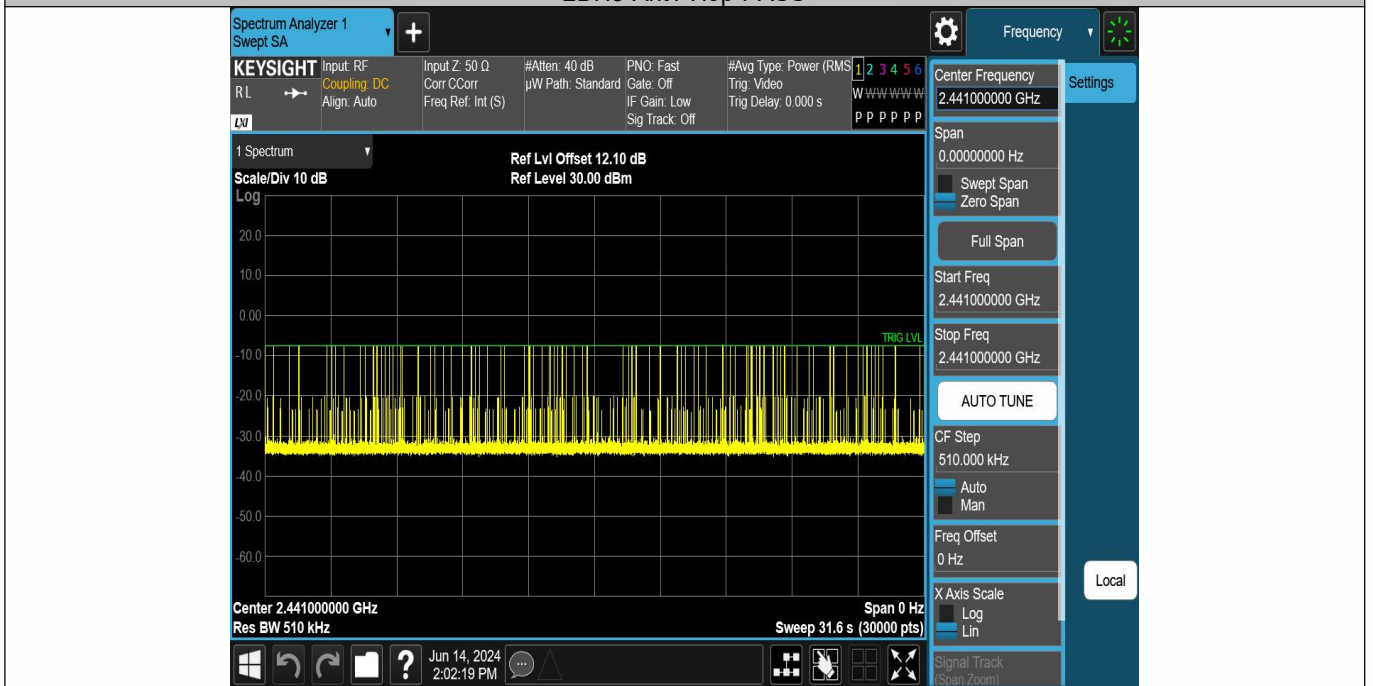 Spectrum Analyzer 1
Swept SA
Frequency
KEYSIGHT
RL
LXI
Input: RF
Coupling: DC
Align: Auto
Input Z: 50 Ω
Corr CCorr
Freq Ref: Int (S)
#Atten: 40 dB
µW Path: Standard
PNO: Fast
Gate: Off
IF Gain: Low
Sig Track: Off
#Avg Type: Power (RMS
Trig: Video
Trig Delay: 0.000 s
1 2 3 4 5 6
W W W W W W
P P P P P P
Center Frequency
2.441000000 GHz
Settings
Span
0.00000000 Hz
Swept Span
Zero Span
Full Span
Start Freq
2.441000000 GHz
Stop Freq
2.441000000 GHz
AUTO TUNE
CF Step
510.000 kHz
Auto
Man
Freq Offset
0 Hz
X Axis Scale
Log
Lin
Signal Track
(Span Zoom)
Local
1 Spectrum
Scale/Div 10 dB
Ref Lvl Offset 12.10 dB
Ref Level 30.00 dBm
Log
20.0
10.0
0.00
TRIG LVL
-10.0
-20.0
-30.0
-40.0
-50.0
-60.0
Center 2.441000000 GHz
Span 0 Hz
Res BW 510 kHz
Sweep 31.6 s (30000 pts)
Jun 14, 2024
2:02:19 PM